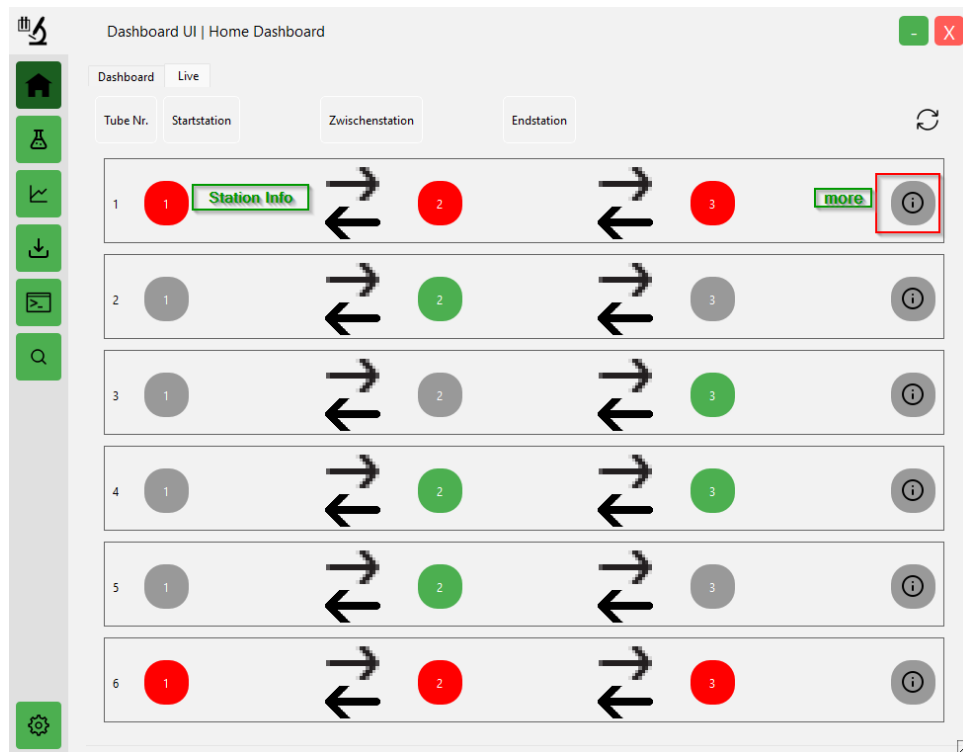 Dashboard UI | Home Dashboard
- X
Dashboard Live
Tube Nr. Startstation Zwischenstation Endstation
1 1 Station Info 2 3 more
2 1 2 3
3 1 2 3
4 1 2 3
5 1 2 3
6 1 2 3